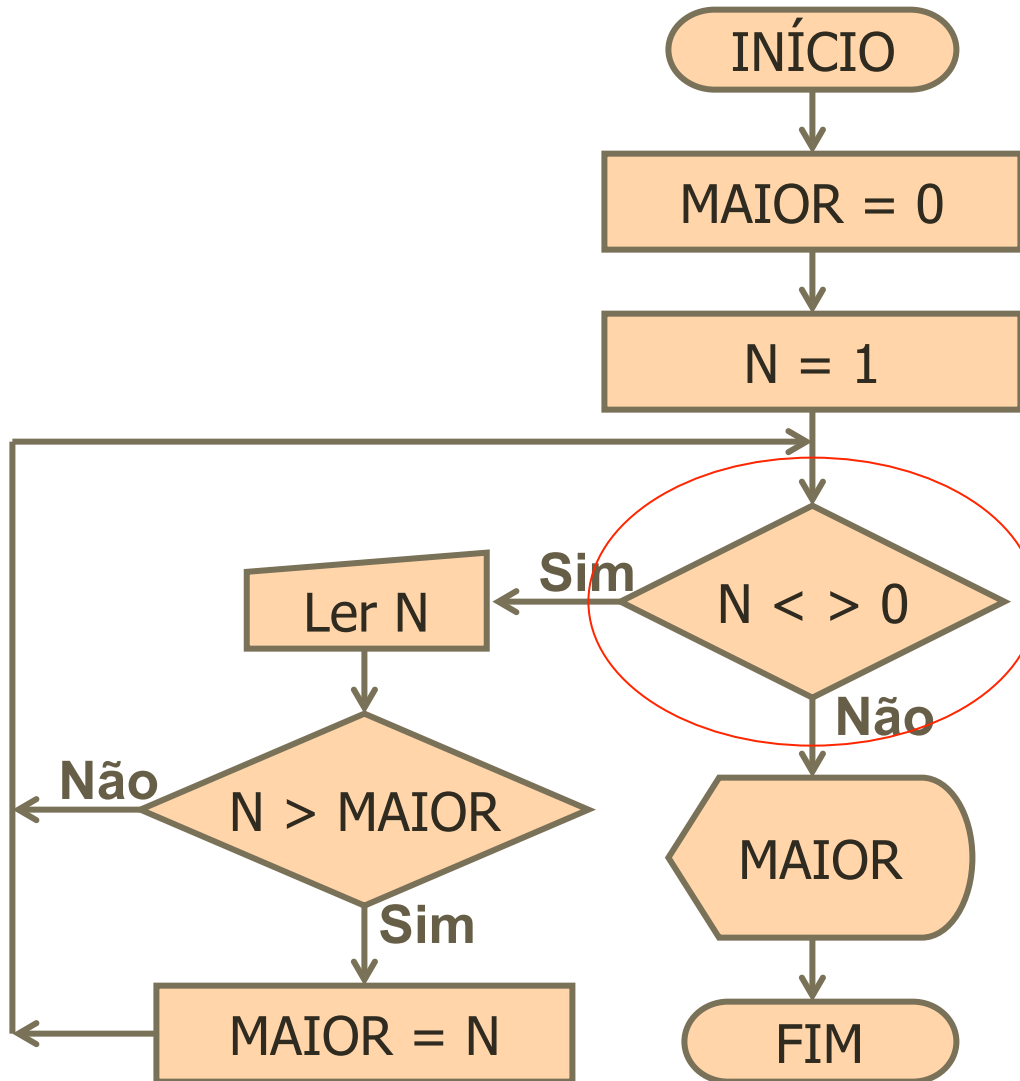 INÍCIO
MAIOR = 0
N = 1
N < > 0
Sim
Ler N
Não
N > MAIOR
Não
Sim
MAIOR = N
MAIOR
FIM